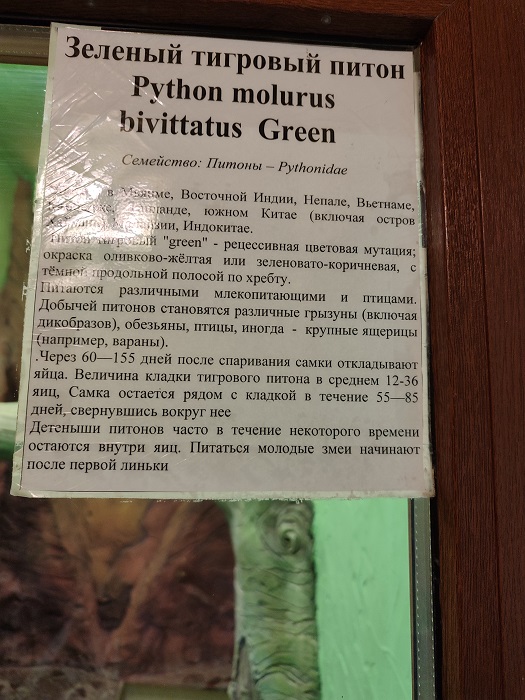 Зеленый тигровый питон
Python molurus
bivittatus Green
Семейство: Питоны – Pythonidae
в Мьянме, Восточной Индии, Непале, Вьетнаме,
южном Китае (включая остров
Индокитае.
Питон тигровый "green" - рецессивная цветовая мутация;
окраска оливково-жёлтая или зеленовато-коричневая, с
тёмной продольной полосой по хребту.
Питаются различными млекопитающими и птицами.
Добычей питонов становятся различные грызуны (включая
дикобразов), обезьяны, птицы, иногда - крупные ящерицы
(например, вараны).
.Через 60—155 дней после спаривания самки откладывают
яйца. Величина кладки тигрового питона в среднем 12-36
яиц, Самка остается рядом с кладкой в течение 55—85
дней, свернувшись вокруг нее
Детеныши питонов часто в течение некоторого времени
остаются внутри яиц. Питаться молодые змеи начинают
после первой линьки